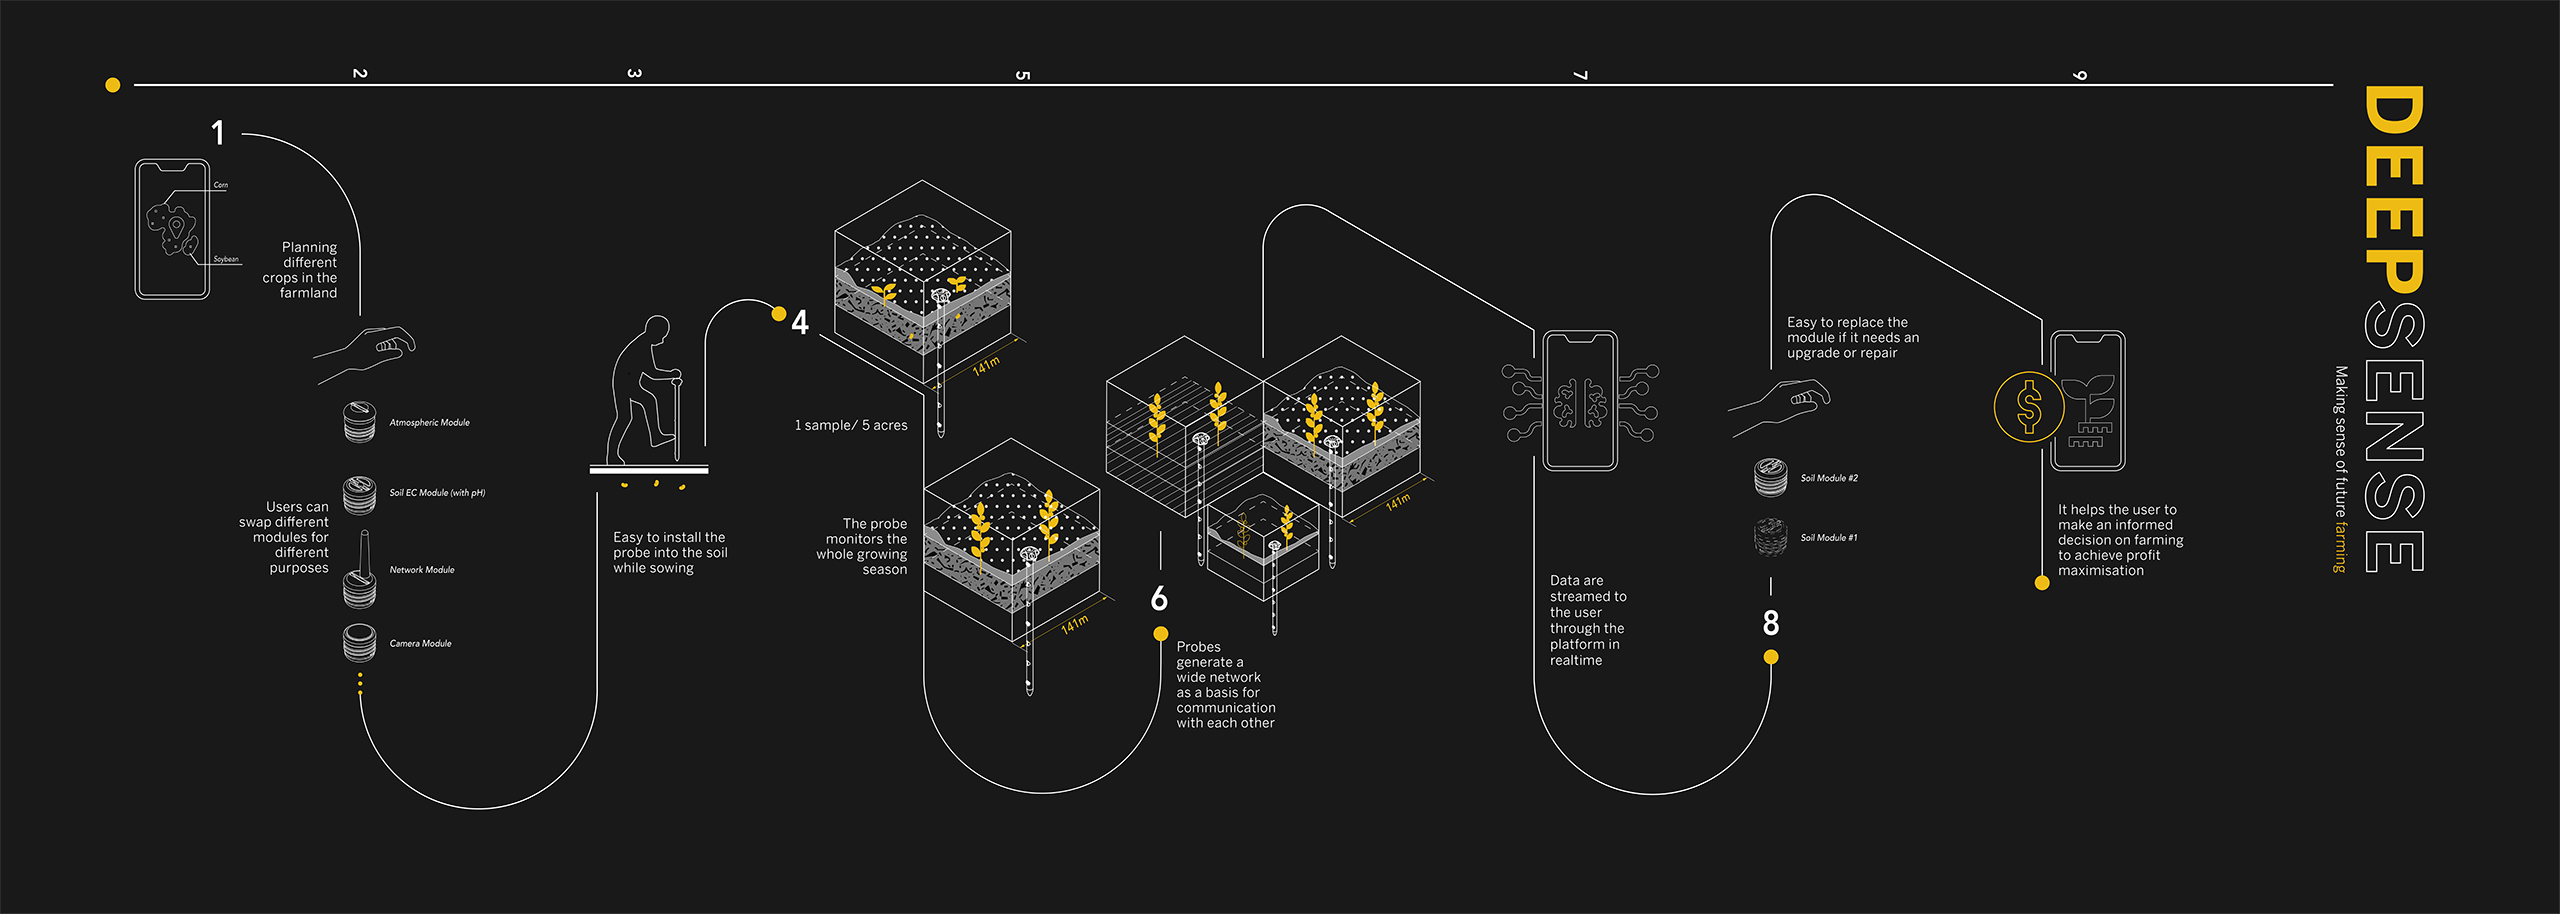 2
3
5
7
9
1
Corn
Soybean
Planning
different
crops in the
farmland
Atmospheric Module
Soil EC Module (with pH)
Network Module
Camera Module
Users can
swap different
modules for
different
purposes
Easy to install the
probe into the soil
while sowing
4
141m
1 sample/ 5 acres
The probe
monitors the
whole growing
season
141m
141m
6
Probes
generate a
wide network
as a basis for
communication
with each other
Data are
streamed to
the user
through the
platform in
realtime
Easy to replace the
module if it needs an
upgrade or repair
Soil Module #2
Soil Module #1
8
$
It helps the user to
make an informed
decision on farming
to achieve profit
maximisation
DEEPSENSE
Making sense of future farming